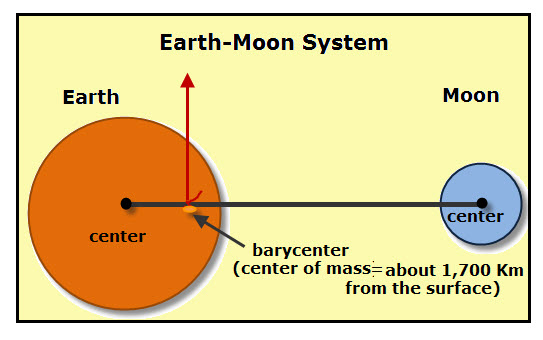 Earth-Moon System
Earth
Moon
center
center
barycenter
(center of mass= about 1,700 Km
from the surface)